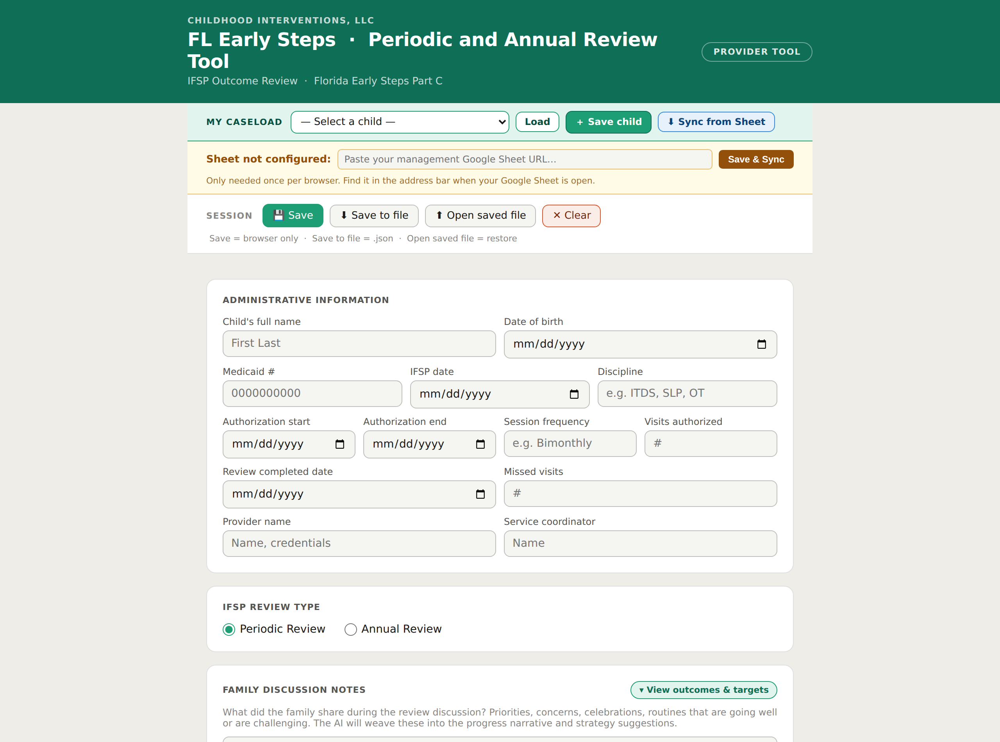 CHILDHOOD INTERVENTIONS, LLC
FL Early Steps · Periodic and Annual Review
Tool
IFSP Outcome Review · Florida Early Steps Part C
PROVIDER TOOL
MY CASELOAD
— Select a child —
Load
+ Save child
⬇ Sync from Sheet
Sheet not configured:
Paste your management Google Sheet URL...
Save & Sync
Only needed once per browser. Find it in the address bar when your Google Sheet is open.
SESSION
💾 Save
⬇ Save to file
⬆ Open saved file
✕ Clear
Save = browser only · Save to file = .json · Open saved file = restore
ADMINISTRATIVE INFORMATION
Child's full name
Date of birth
First Last
mm/dd/yyyy
Medicaid #
IFSP date
Discipline
0000000000
mm/dd/yyyy
e.g. ITDS, SLP, OT
Authorization start
Authorization end
Session frequency
Visits authorized
mm/dd/yyyy
mm/dd/yyyy
e.g. Bimonthly
#
Review completed date
Missed visits
mm/dd/yyyy
#
Provider name
Service coordinator
Name, credentials
Name
IFSP REVIEW TYPE
Periodic Review
Annual Review
FAMILY DISCUSSION NOTES
▾ View outcomes & targets
What did the family share during the review discussion? Priorities, concerns, celebrations, routines that are going well
or are challenging. The AI will weave these into the progress narrative and strategy suggestions.